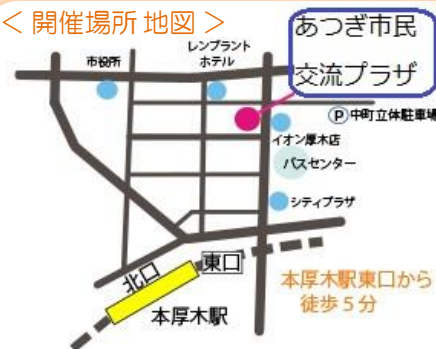 ＜ 開催場所 地図 ＞
あつぎ市民
交流プラザ
市役所
レンブラント
ホテル
Ⓟ中町立体駐車場
イオン厚木店
バスセンター
シティプラザ
北口
東口
本厚木駅
本厚木駅東口から
徒歩５分